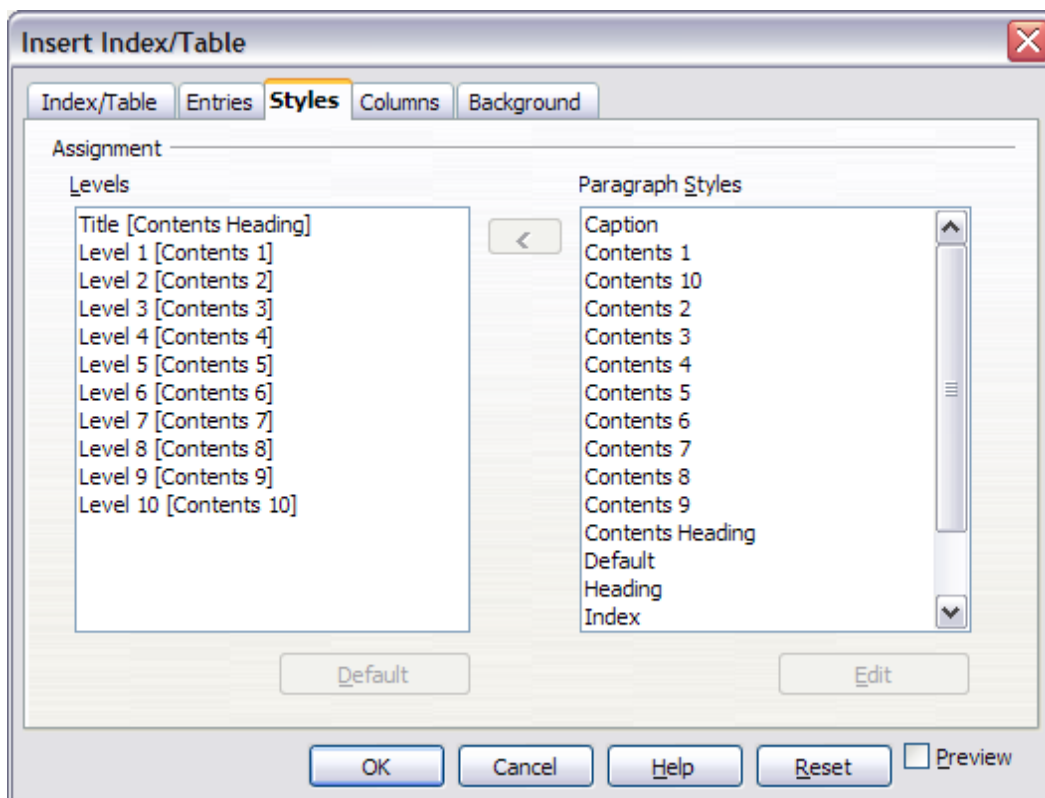 Insert Index/Table
Index/Table Entries Styles Columns Background
Assignment
Levels
Title [Contents Heading]
Level 1 [Contents 1]
Level 2 [Contents 2]
Level 3 [Contents 3]
Level 4 [Contents 4]
Level 5 [Contents 5]
Level 6 [Contents 6]
Level 7 [Contents 7]
Level 8 [Contents 8]
Level 9 [Contents 9]
Level 10 [Contents 10]
Default
<
Paragraph Styles
Caption
Contents 1
Contents 10
Contents 2
Contents 3
Contents 4
Contents 5
Contents 6
Contents 7
Contents 8
Contents 9
Contents Heading
Default
Heading
Index
Edit
OK Cancel Help Reset Preview